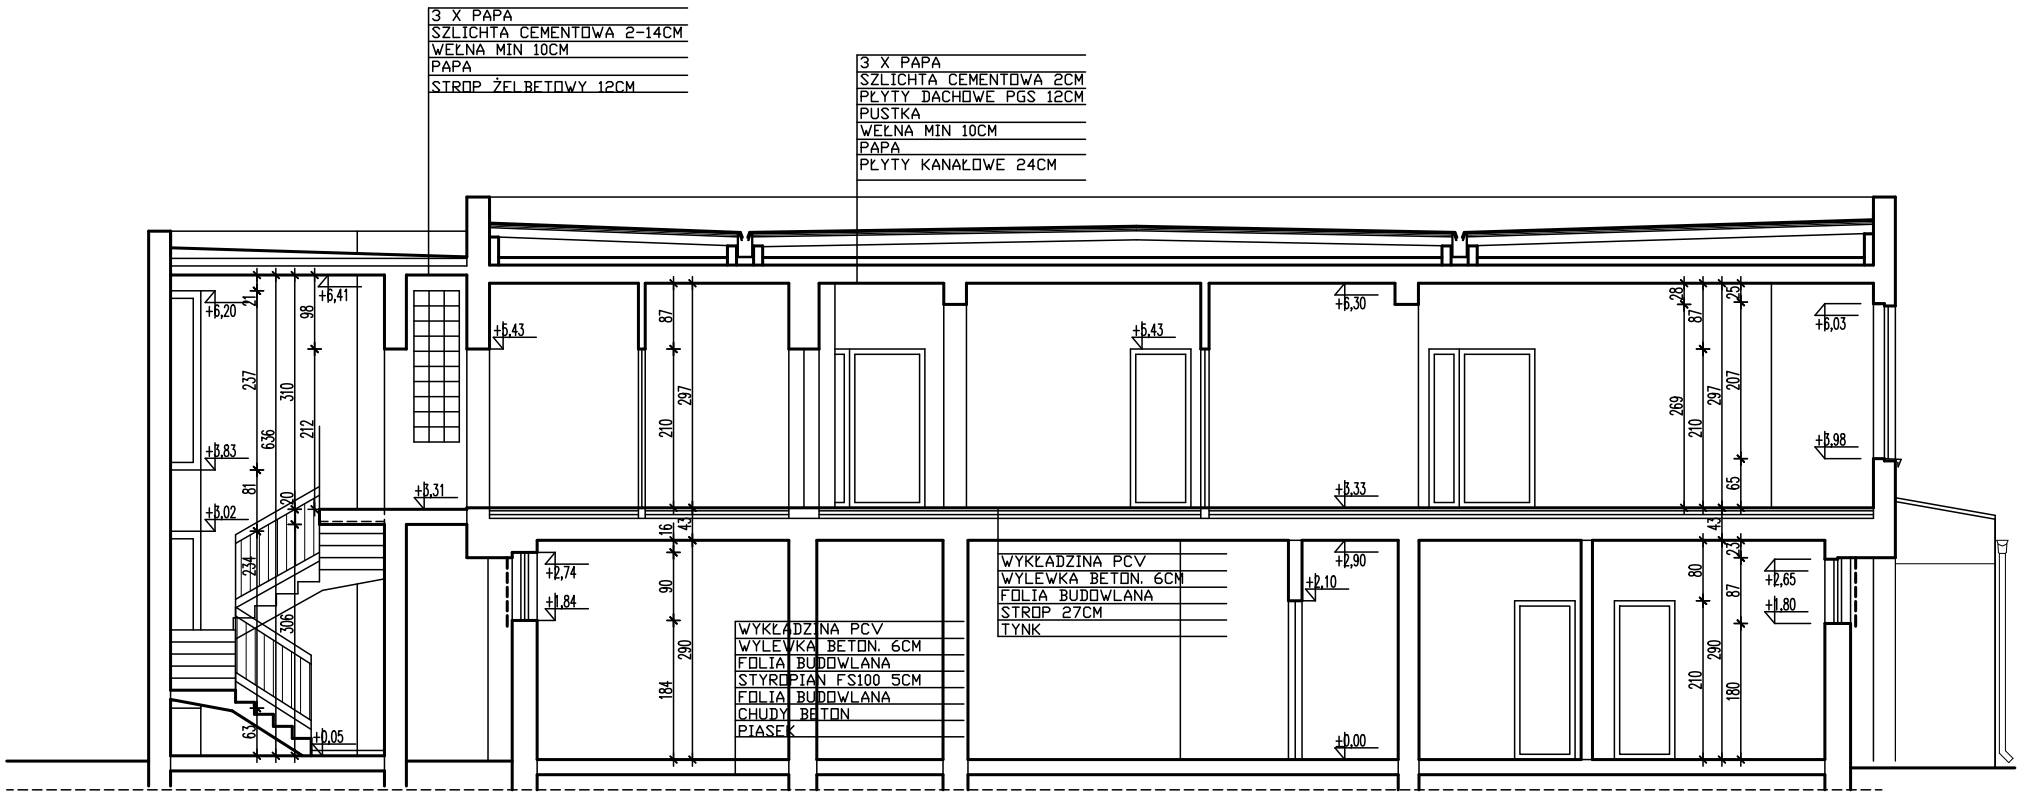 3 X PAPA
SZLICHTA CEMENTOWA 2-14CM
WEŁNA MIN 10CM
PAPA
STROP ŻELBETOWY 12CM
3 X PAPA
SZLICHTA CEMENTOWA 2CM
PŁYTY DACHOWE PGS 12CM
PUSTKA
WEŁNA MIN 10CM
PAPA
PŁYTY KANAŁOWE 24CM
21
+6,20
98
+6,41
+5,43
87
+5,43
+6,30
28
87
25
+6,03
237
310
636
212
297
210
269
210
297
207
+3,83
+3,98
81
20
+3,31
+3,33
65
+3,02
16
43
43
23
234
+2,74
90
+1,84
306
290
184
WYKŁADZINA PCV
WYLEWKA BETON. 6CM
FOLIA BUDOWLANA
STROP 27CM
TYNK
+2,90
+2,10
80
87
+2,65
+1,80
290
210
180
WYKŁADZINA PCV
WYLEWKA BETON. 6CM
FOLIA BUDOWLANA
STYROPIAN FS100 5CM
FOLIA BUDOWLANA
CHUDY BETON
PIASEK
63
+0,05
+0,00